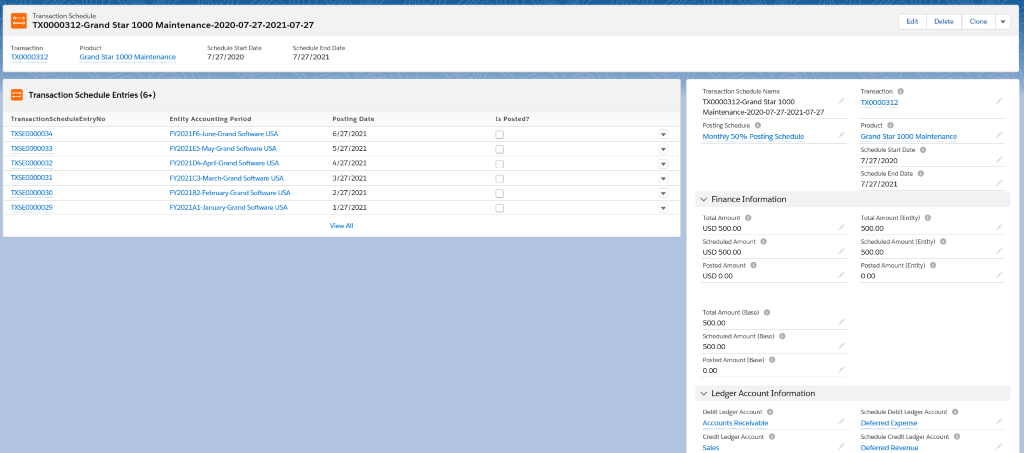 Transaction Schedule
TX0000312-Grand Star 1000 Maintenance-2020-07-27-2021-07-27
Edit Delete Clone
Transaction Product Schedule Start Date Schedule End Date
TX0000312 Grand Star 1000 Maintenance 7/27/2020 7/27/2021
Transaction Schedule Entries (6+)
TransactionScheduleEntryNo Entity Accounting Period Posting Date Is Posted?
TXSE0000034 FY2021F6-June-Grand Software USA 6/27/2021
TXSE0000033 FY2021E5-May-Grand Software USA 5/27/2021
TXSE0000032 FY2021D4-April-Grand Software USA 4/27/2021
TXSE0000031 FY2021C3-March-Grand Software USA 3/27/2021
TXSE0000030 FY2021B2-February-Grand Software USA 2/27/2021
TXSE0000029 FY2021A1-January-Grand Software USA 1/27/2021
View All
Transaction Schedule Name Transaction
TX0000312-Grand Star 1000 TX0000312
Maintenance-2020-07-27-2021-07-27
Posting Schedule Product
Monthly 50% Posting Schedule Grand Star 1000 Maintenance
Schedule Start Date
7/27/2020
Schedule End Date
7/27/2021
Finance Information
Total Amount Total Amount (Entity)
USD 500.00 500.00
Scheduled Amount Scheduled Amount (Entity)
USD 500.00 500.00
Posted Amount Posted Amount (Entity)
USD 0.00 0.00
Total Amount (Base)
500.00
Scheduled Amount (Base)
500.00
Posted Amount (Base)
0.00
Ledger Account Information
Debit Ledger Account Schedule Debit Ledger Account
Accounts Receivable Deferred Expense
Credit Ledger Account Schedule Credit Ledger Account
Sales Deferred Revenue